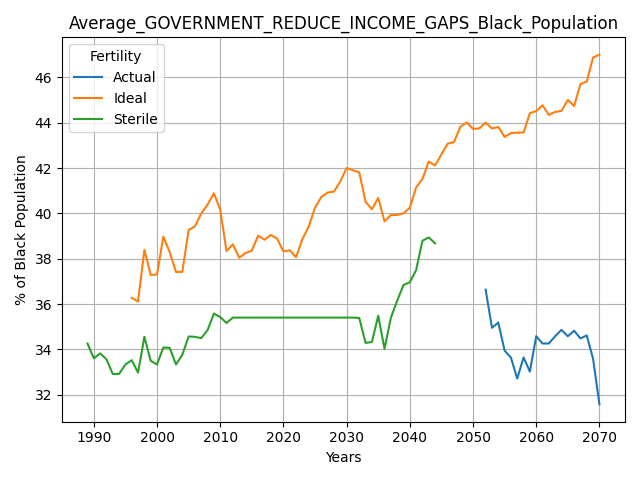 Average_GOVERNMENT_REDUCE_INCOME_GAPS_Black_Population
Fertility
Actual
Ideal
Sterile
% of Black Population
46
44
42
40
38
36
34
32
1990 2000 2010 2020 2030 2040 2050 2060 2070
Years